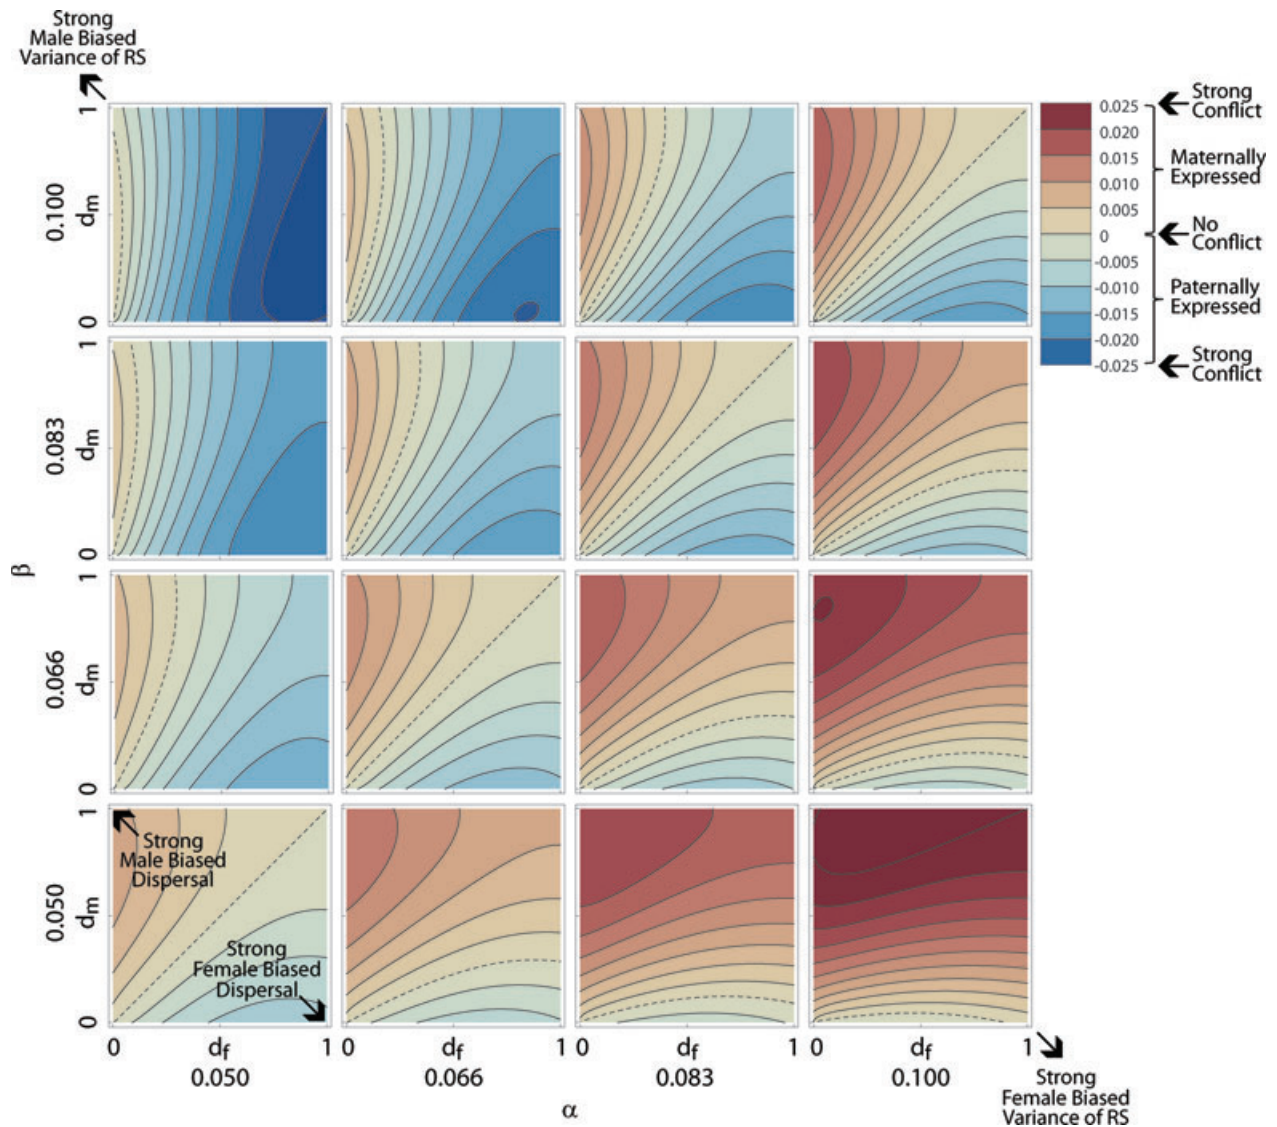 Strong
Male Biased
Variance of RS
1
0.100
dm
0
1
0.083
dm
0
β
1
0.066
dm
0
1
0.050
dm
0
Strong
Male Biased
Dispersal
Strong
Female Biased
Dispersal
0 df 1
0.050
0 df 1
0.066
0 df 1
0.083
0 df 1
0.100
α
Strong
Female Biased
Variance of RS
0.025
0.020
0.015
0.010
0.005
0
-0.005
-0.010
-0.015
-0.020
-0.025
Strong
Conflict
Maternally
Expressed
No
Conflict
Paternally
Expressed
Strong
Conflict